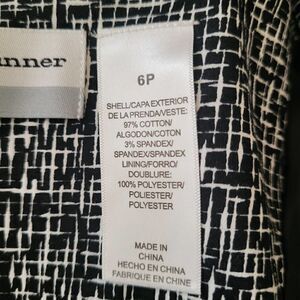 unner
6P
SHELL/CAPA EXTERIOR
DE LA PRENDA/VESTE:
97% COTTON/
ALGODON/COTON
3% SPANDEX/
SPANDEX/SPANDEX
LINING/FORRO/
DOUBLURE:
100% POLYESTER/
POLIESTER/
POLYESTER
MADE IN
CHINA
HECHO EN CHINA
FABRIQUE EN CHINE